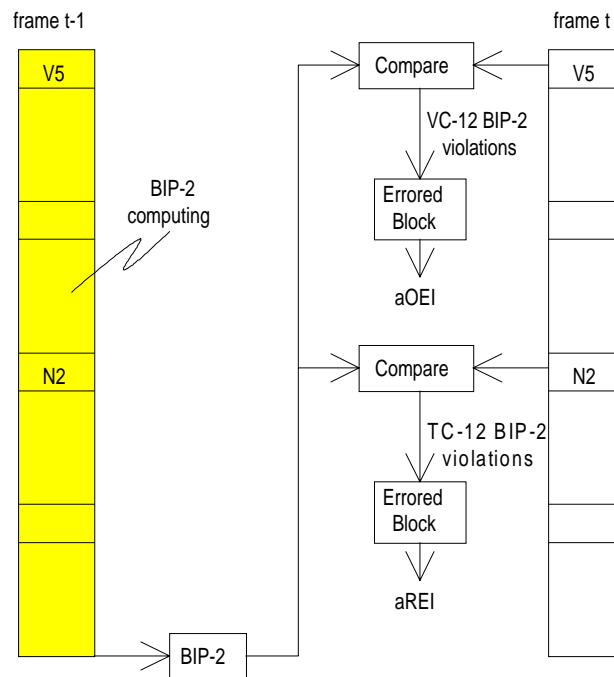 frame t-1
frame t
V5
Compare
V5
VC-12 BIP-2
violations
BIP-2
computing
Errored
Block
aOEI
N2
Compare
N2
TC-12 BIP-2
violations
Errored
Block
aREI
BIP-2